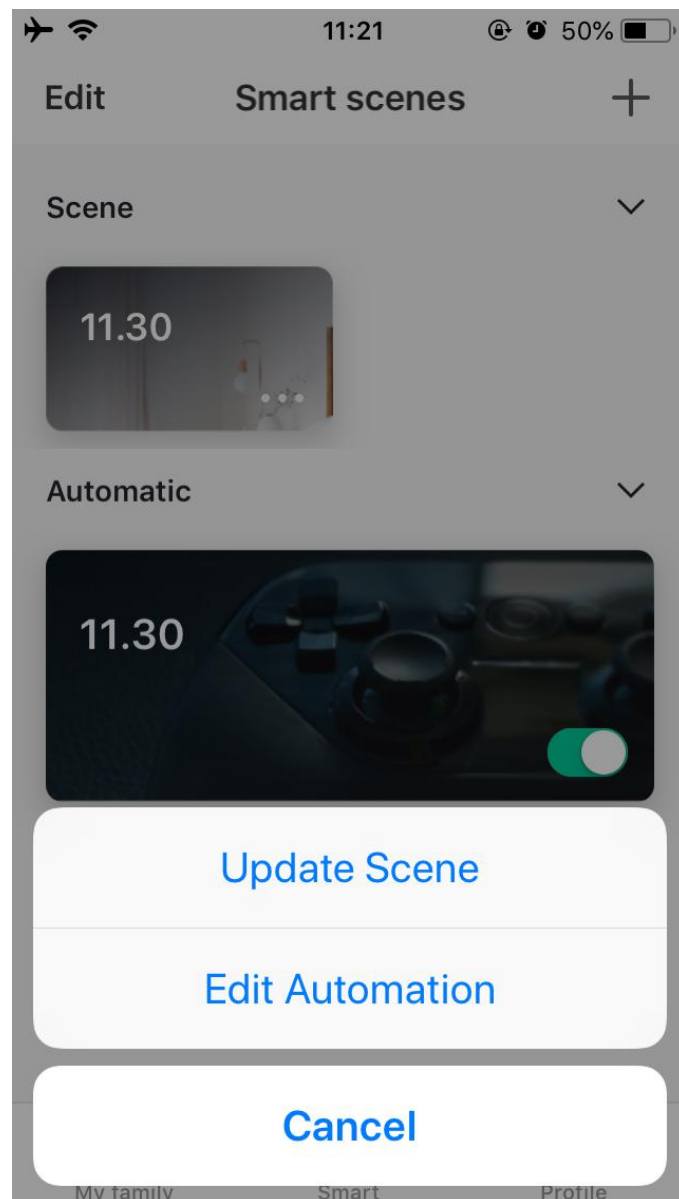 11:21 50%
Edit Smart scenes +
Scene
11.30
Automatic
11.30
Update Scene
Edit Automation
Cancel
My family Smart Profile